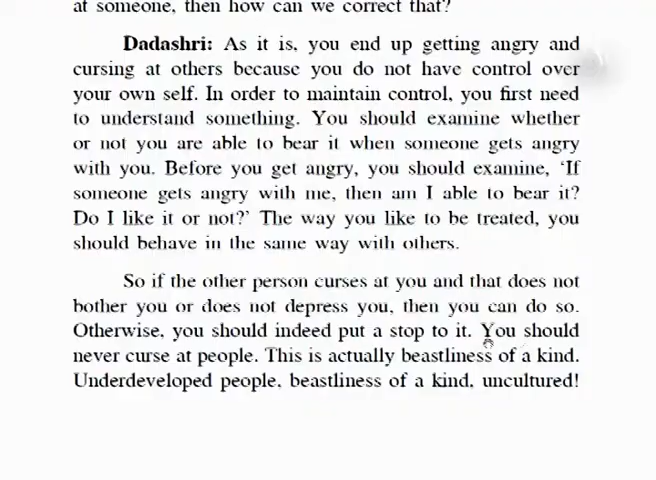 at someone, then how can we correct that?
Dadashri: As it is, you end up getting angry and
cursing at others because you do not have control over
your own self. In order to maintain control, you first need
to understand something. You should examine whether
or not you are able to bear it when someone gets angry
with you. Before you get angry, you should examine, ‘If
someone gets angry with me, then am I able to bear it?
Do I like it or not?’ The way you like to be treated, you
should behave in the same way with others.
So if the other person curses at you and that does not
bother you or does not depress you, then you can do so.
Otherwise, you should indeed put a stop to it. You should
never curse at people. This is actually beastliness of a kind.
Underdeveloped people, beastliness of a kind, uncultured!